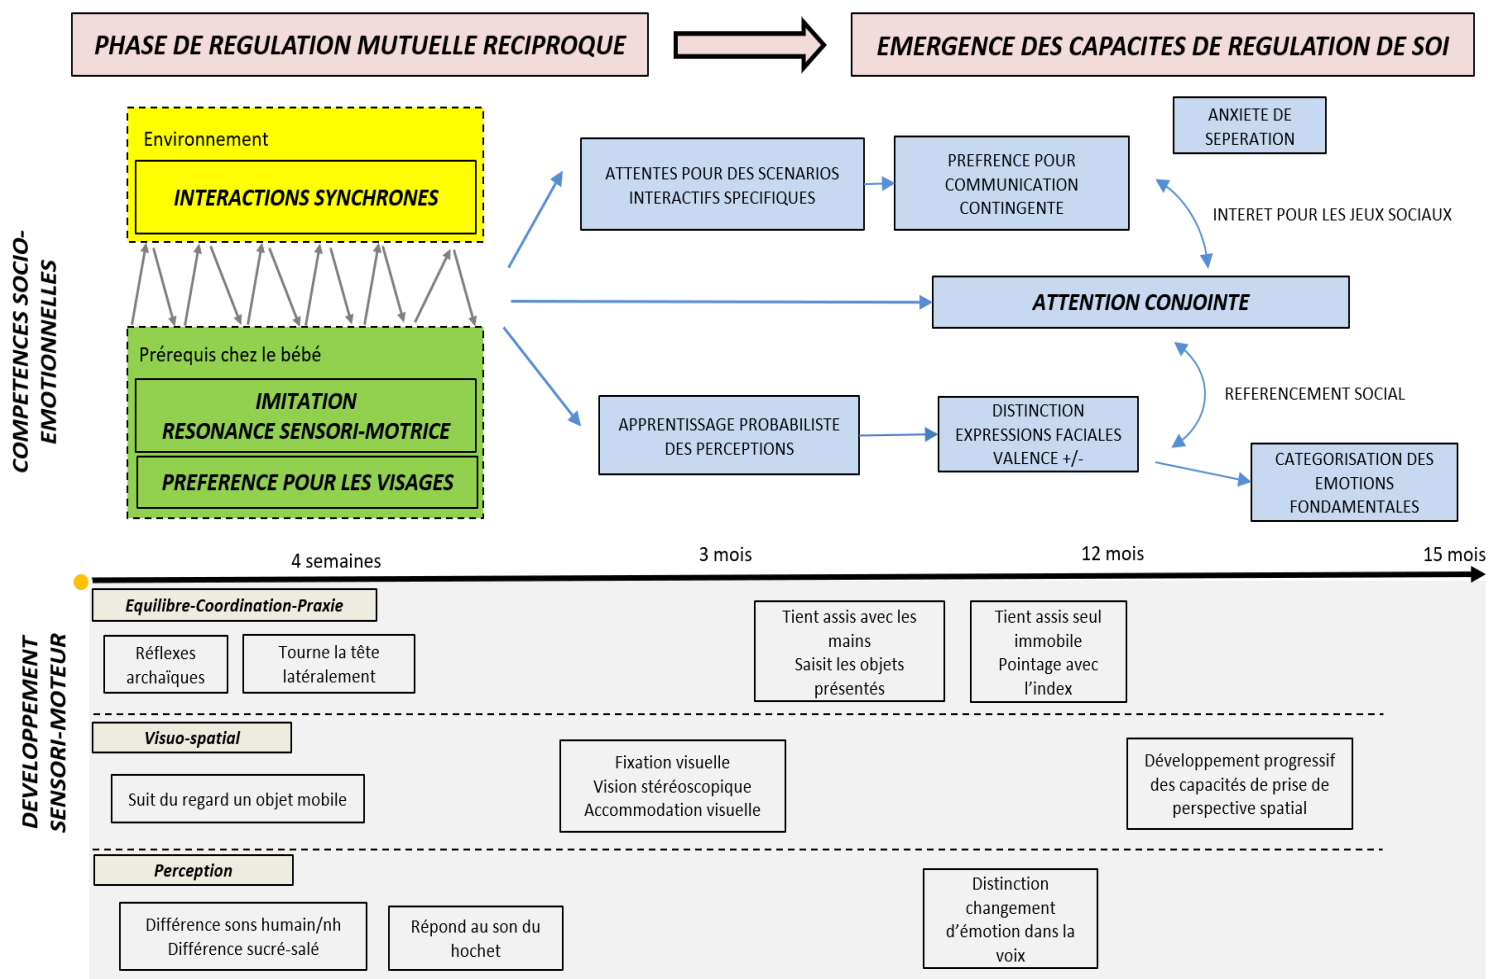 PHASE DE REGULATION MUTUELLE RECIPROQUE
EMERGENCE DES CAPACITES DE REGULATION DE SOI
COMPETENCES SOCIO-
EMOTIONNELLES
Environnement
INTERACTIONS SYNCHRONES
Prérequis chez le bébé
IMITATION
RESONANCE SENSORI-MOTRICE
PREFERENCE POUR LES VISAGES
ATTENTES POUR DES SCENARIOS
INTERACTIFS SPECIFIQUES
PREFRENCE POUR
COMMUNICATION
CONTINGENTE
ANXIETE DE
SEPERATION
INTERET POUR LES JEUX SOCIAUX
ATTENTION CONJOINTE
REFERENCEMENT SOCIAL
APPRENTISSAGE PROBABILISTE
DES PERCEPTIONS
DISTINCTION
EXPRESSIONS FACIALES
VALENCE +/-
CATEGORISATION DES
EMOTIONS
FONDAMENTALES
4 semaines
3 mois
12 mois
15 mois
DEVELOPPEMENT
SENSORI-MOTEUR
Equilibre-Coordination-Praxie
Réflexes
archaïques
Tourne la tête
latéralement
Tient assis avec les
mains
Saisit les objets
présentés
Tient assis seul
immobile
Pointage avec
l'index
Visuo-spatial
Suit du regard un objet mobile
Fixation visuelle
Vision stéréoscopique
Accommodation visuelle
Développement progressif
des capacités de prise de
perspective spatial
Perception
Différence sons humain/nh
Différence sucré-salé
Répond au son du
hochet
Distinction
changement
d'émotion dans la
voix